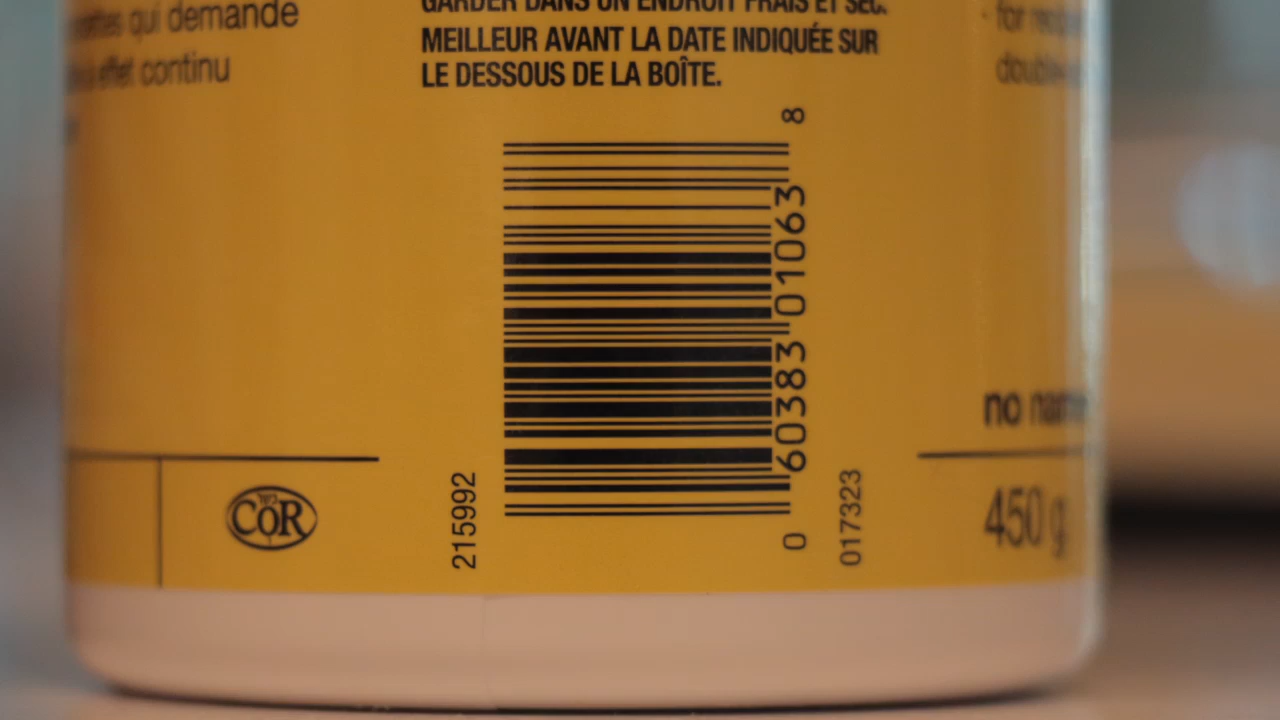 qui demande
à effet continu
GARDER DANS UN ENDROIT FRAIS ET SEC.
MEILLEUR AVANT LA DATE INDIQUÉE SUR
LE DESSOUS DE LA BOÎTE.
for
0 60383 01063 8
215992
017323
COR
no name
450 g